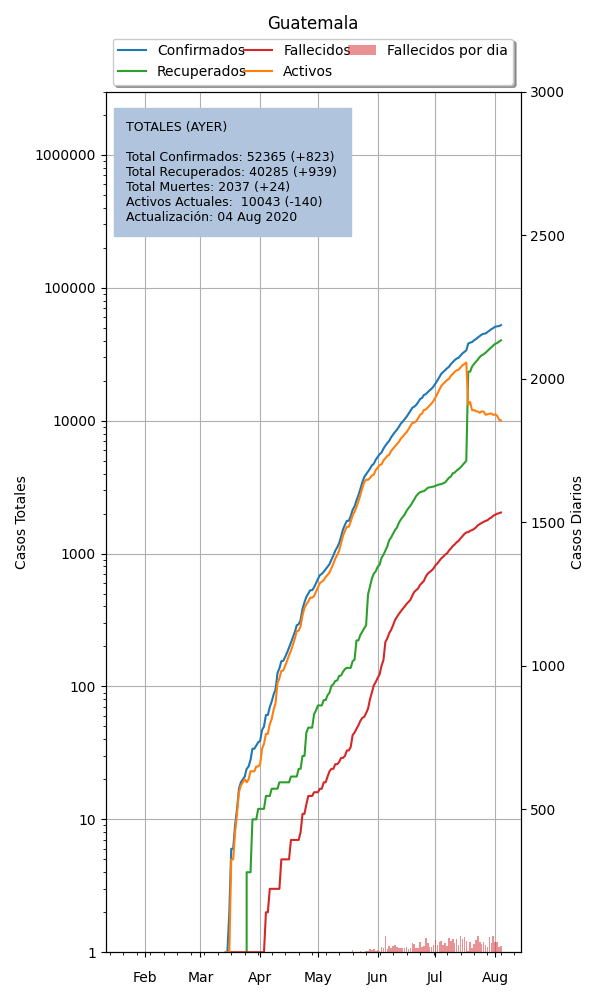 Guatemala
Confirmados
Recuperados
Fallecidos
Activos
Fallecidos por dia
TOTALES (AYER)
Total Confirmados: 52365 (+823)
Total Recuperados: 40285 (+939)
Total Muertes: 2037 (+24)
Activos Actuales:  10043 (-140)
Actualización: 04 Aug 2020
Casos Totales
1000000
100000
10000
1000
100
10
1
3000
2500
2000
1500
1000
500
Casos Diarios
Feb Mar Apr May Jun Jul Aug